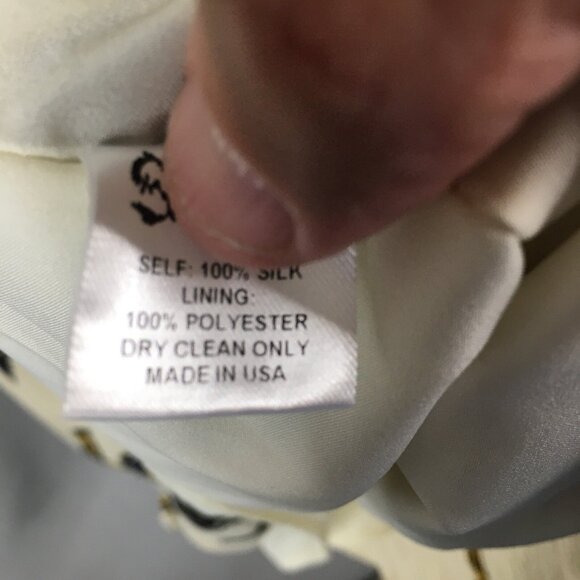 SELF: 100% SILK
LINING:
100% POLYESTER
DRY CLEAN ONLY
MADE IN USA